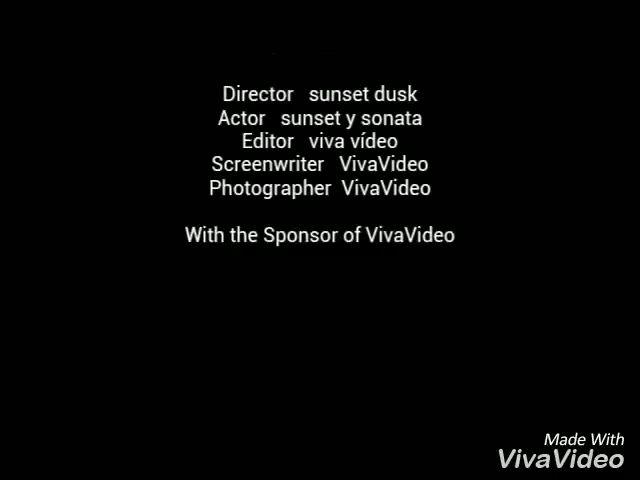 Director sunset dusk
Actor sunset y sonata
Editor viva vídeo
Screenwriter VivaVideo
Photographer VivaVideo
With the Sponsor of VivaVideo
Made With
VivaVideo